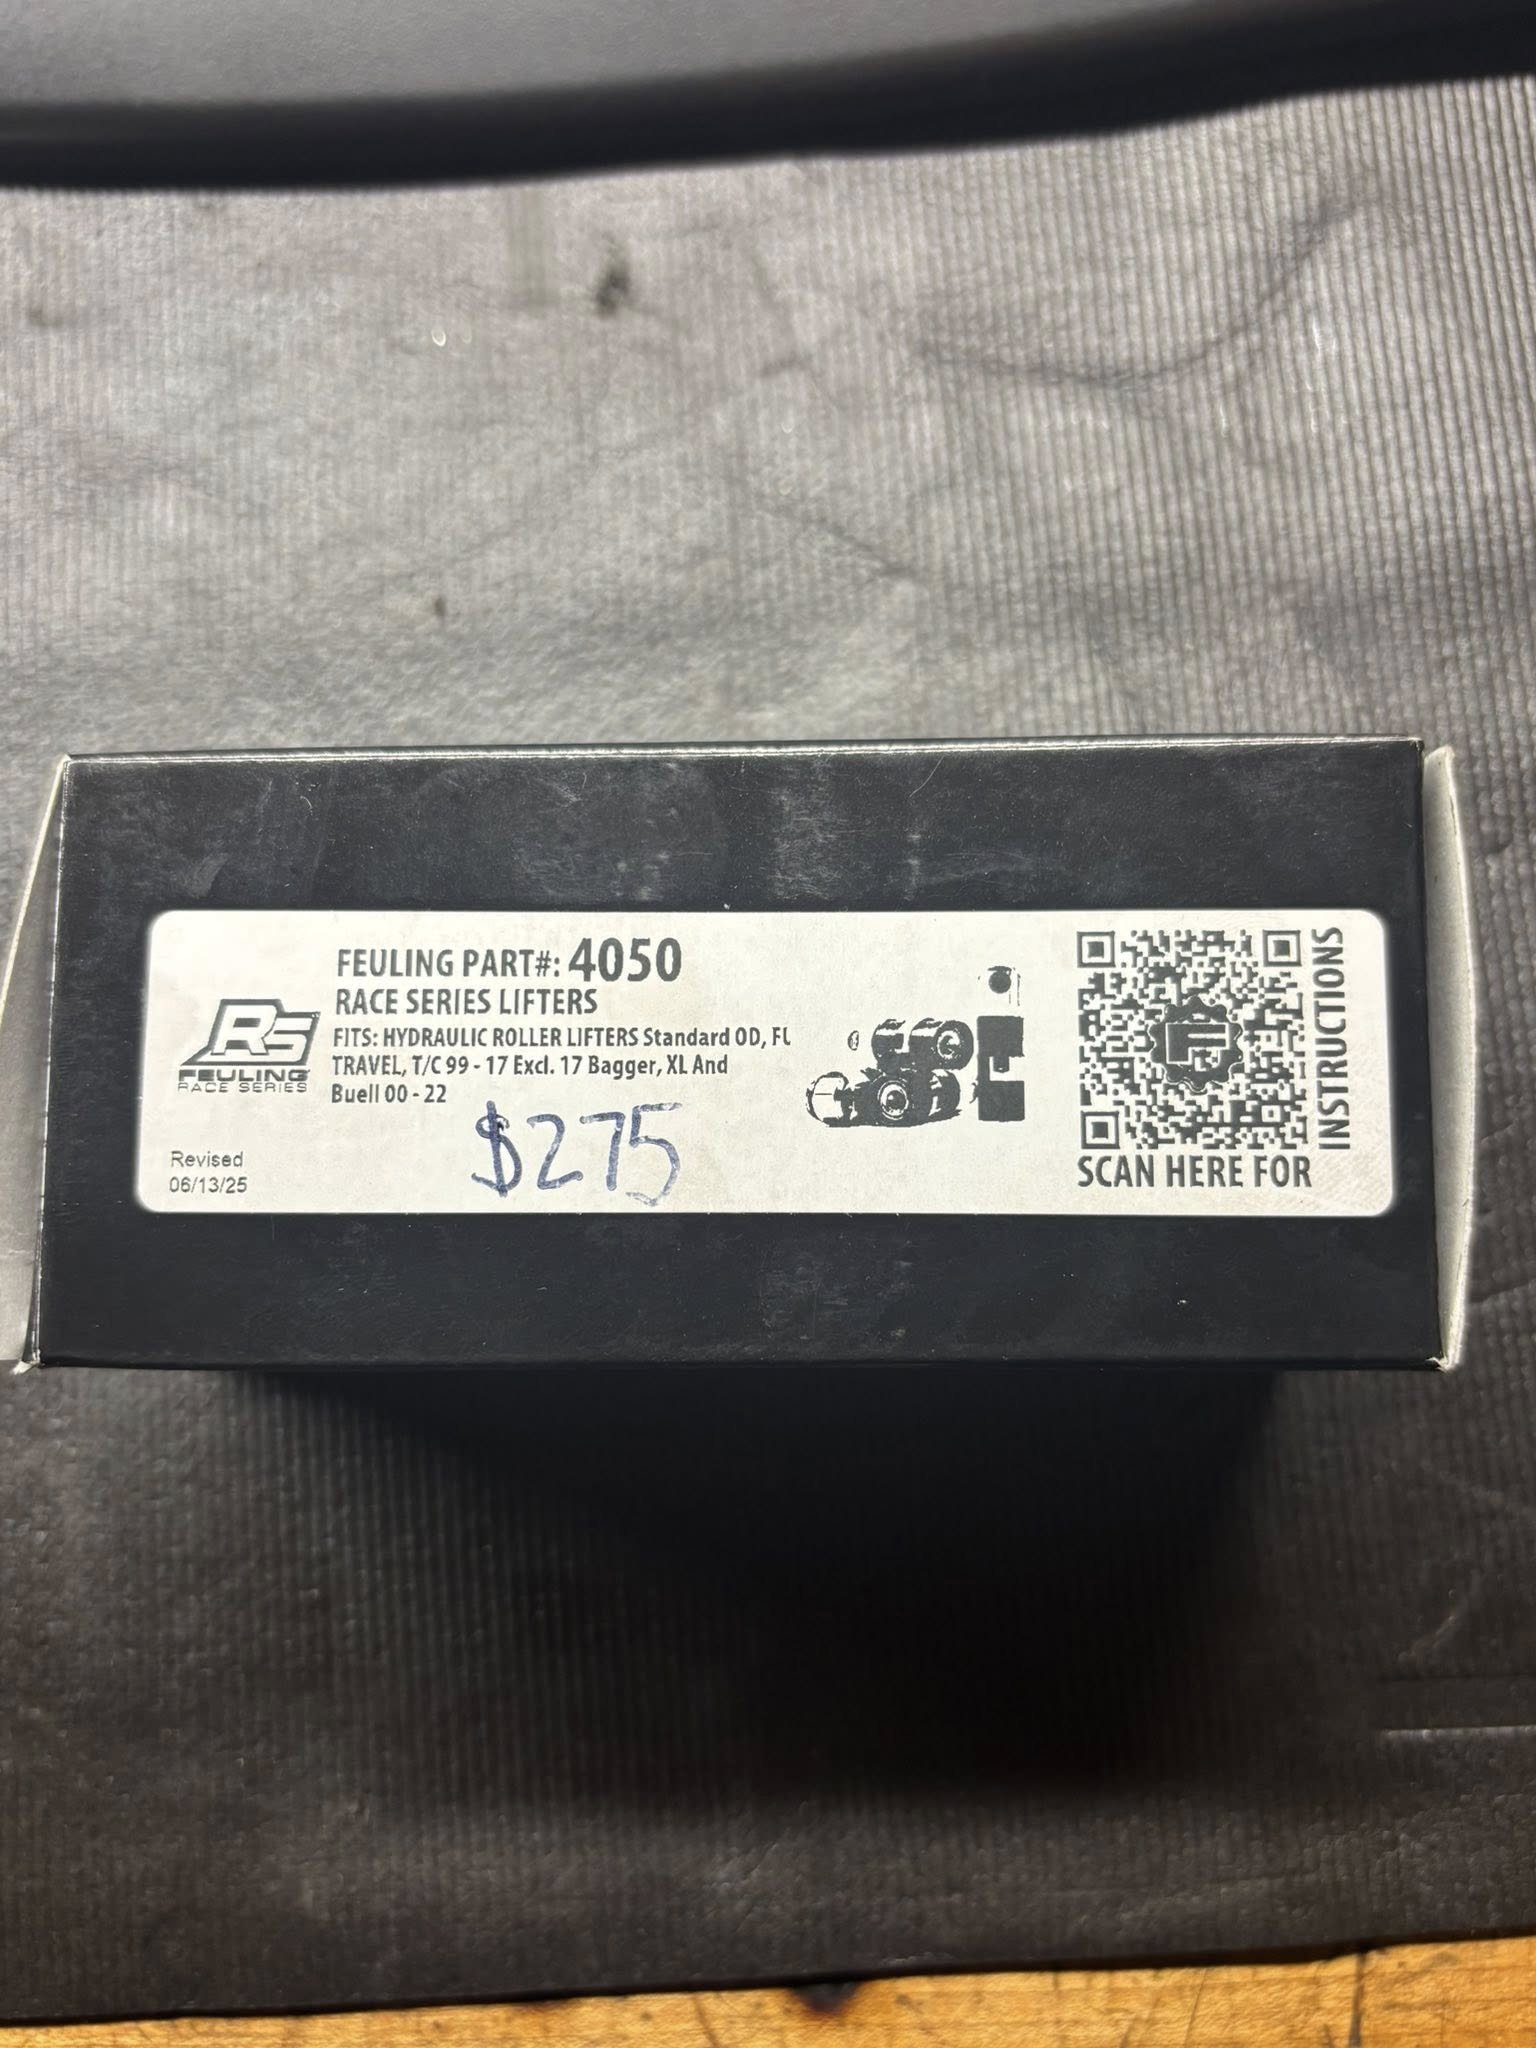 FEULING PART#: 4050
RACE SERIES LIFTERS
FITS: HYDRAULIC ROLLER LIFTERS Standard OD, FL
TRAVEL, T/C 99 - 17 Excl. 17 Bagger, XL And
Buell 00 - 22
RS
FEULING
RACE SERIES
$275
Revised
06/13/25
SCAN HERE FOR
INSTRUCTIONS